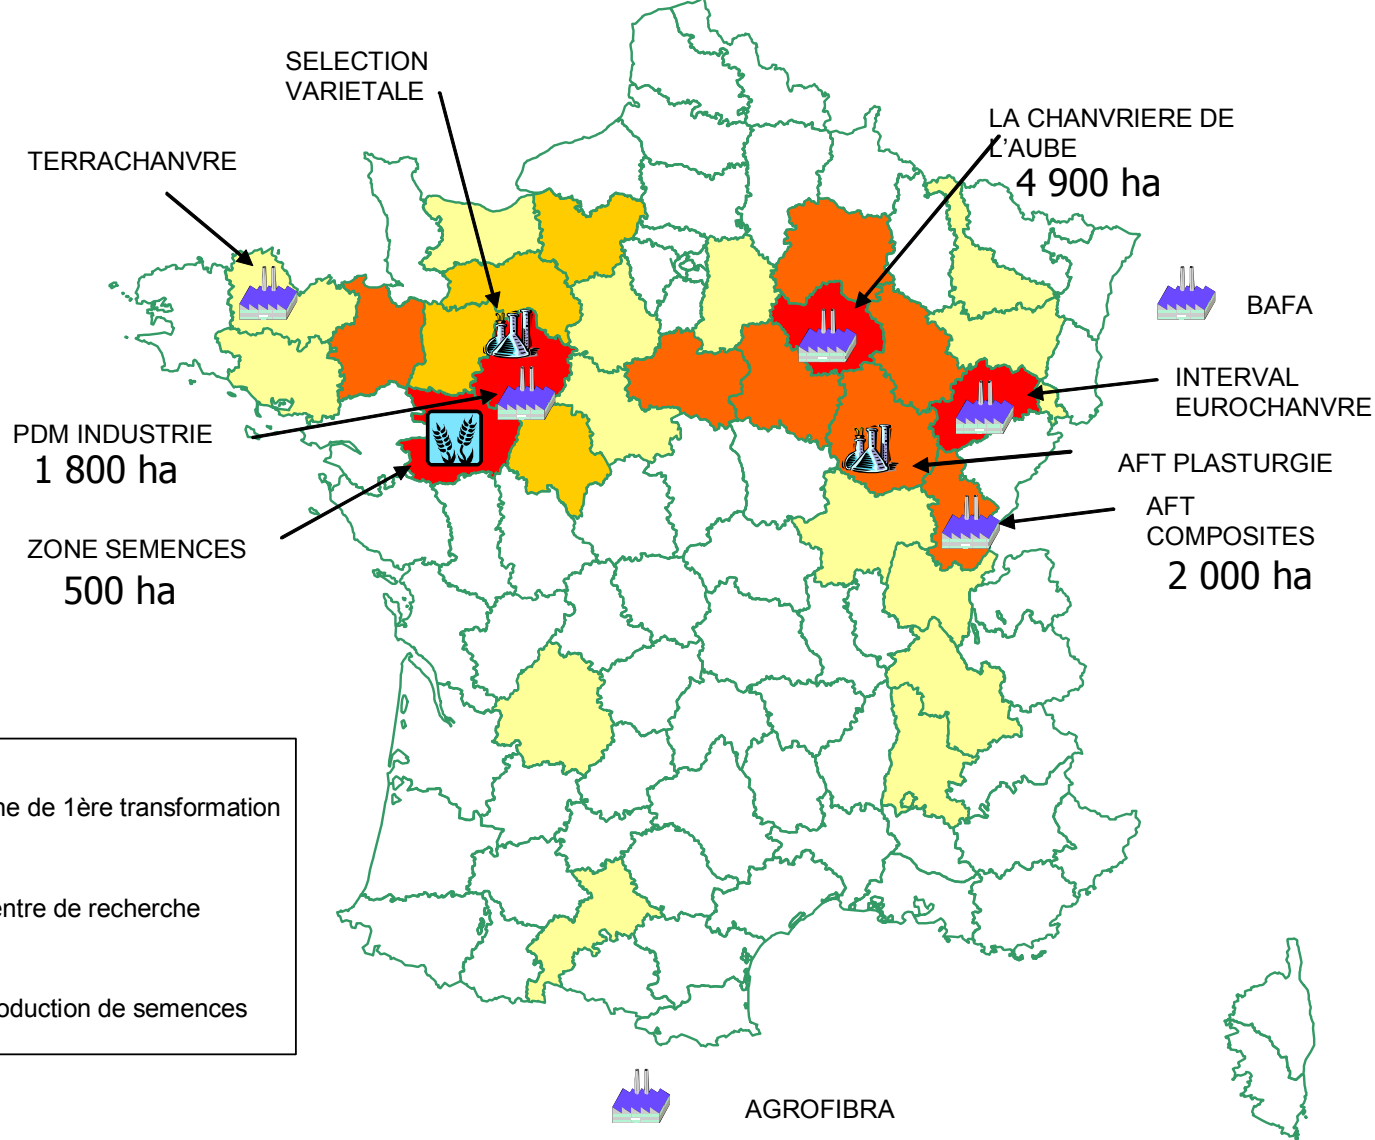 SELECTION
VARIETALE
LA CHANVRIERE DE
L'AUBE
4 900 ha
TERRACHANVRE
BAFA
INTERVAL
EUROCHANVRE
PDM INDUSTRIE
1 800 ha
AFT PLASTURGIE
AFT
COMPOSITES
2 000 ha
ZONE SEMENCES
500 ha
ne de 1ère transformation
entre de recherche
oduction de semences
AGROFIBRA